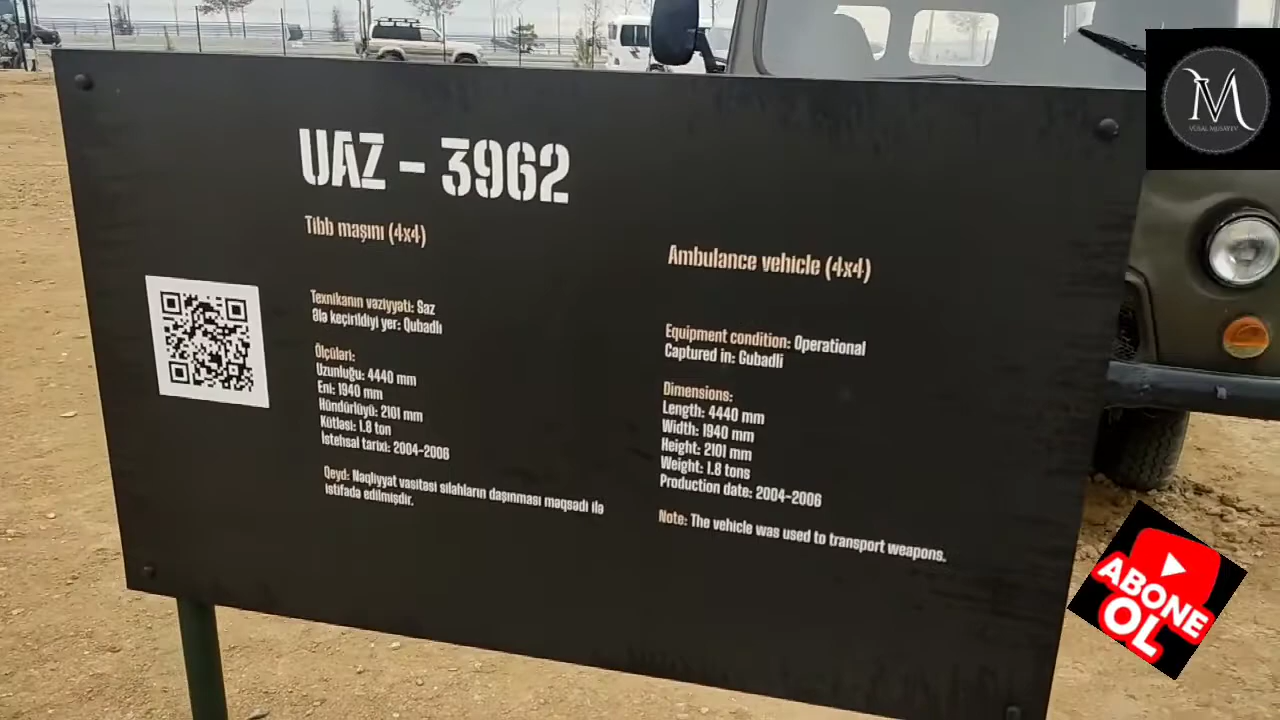 UAZ - 3962
Tibb maşını (4x4)
Texnikanın vəziyyəti: Saz
Ələ keçirildiyi yer: Qubadlı
Ölçüləri:
Uzunluğu: 4440 mm
Eni: 1940 mm
Hündürlüyü: 2101 mm
Kütləsi: 1.8 ton
İstehsal tarixi: 2004-2006
Qeyd: Nəqliyyat vasitəsi silahların daşınması məqsədi ilə
istifadə edilmişdir.
Ambulance vehicle (4x4)
Equipment condition: Operational
Captured in: Gubadli
Dimensions:
Length: 4440 mm
Width: 1940 mm
Height: 2101 mm
Weight: 1.8 tons
Production date: 2004-2006
Note: The vehicle was used to transport weapons.
VM
VÜSAL MUSAYEV
ABONE
OL